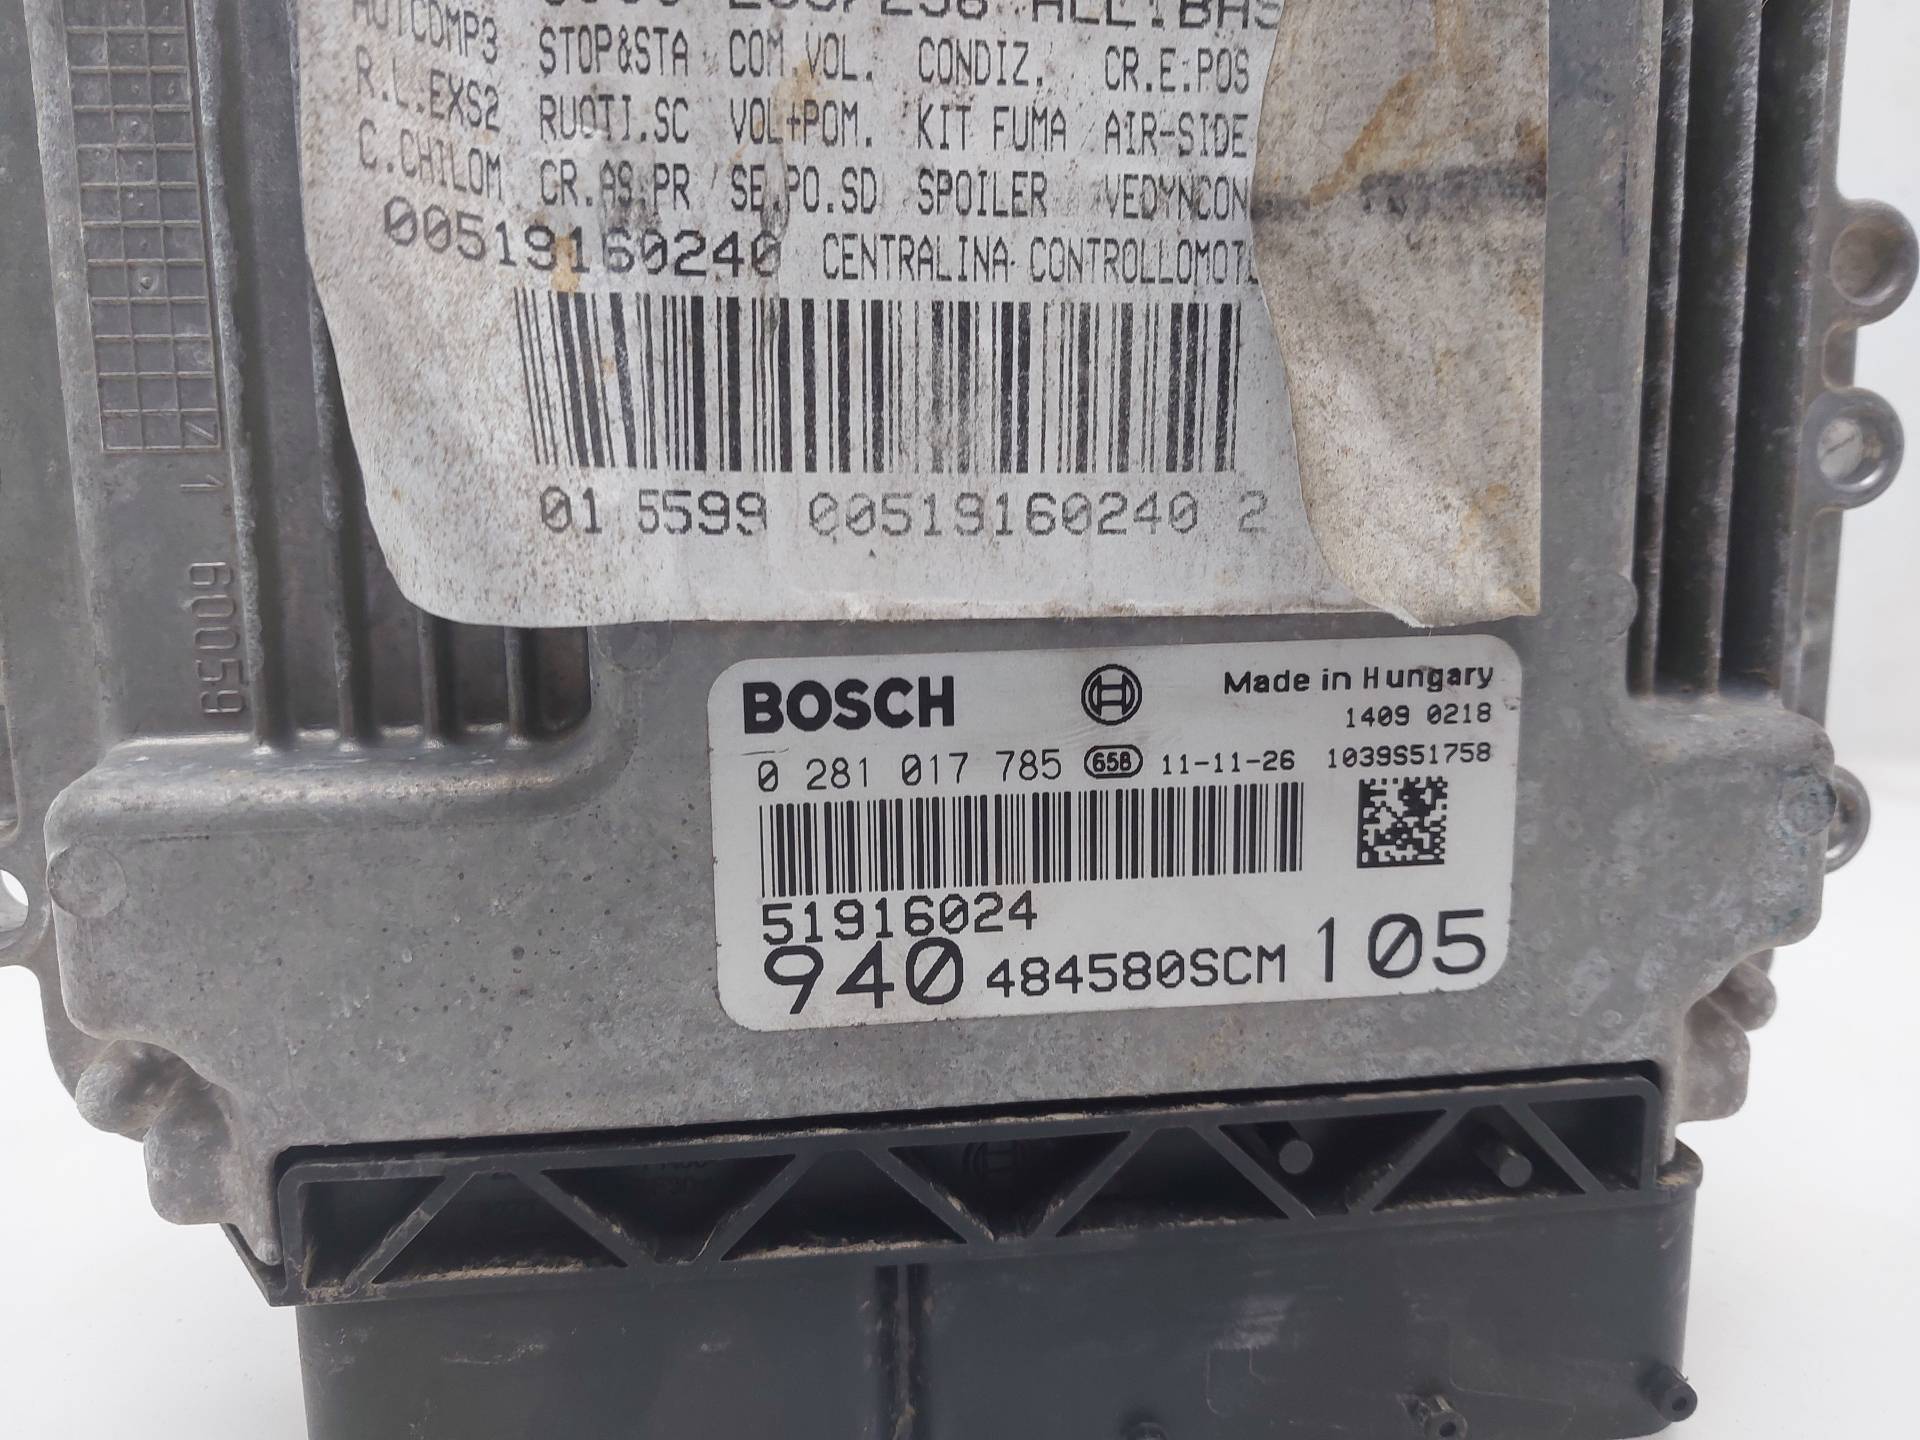 AUTCOMP3 STOP&STA COM.VOL. CONDIZ. CR.E.POS
R.L.EXS2 RUOTI.SC VOL+POM. KIT FUMA AIR-SIDE
C.CHILOM CR.AS.PR SE.PO.SD SPOILER VEDYNCON
00519160240 CENTRALINA CONTROLLOMOT
01 5599 00519160240 2
1 60059
BOSCH Made in Hungary
1409 0218
0 281 017 785 658 11-11-26 1039S51758
51916024
940 484580SCM 105